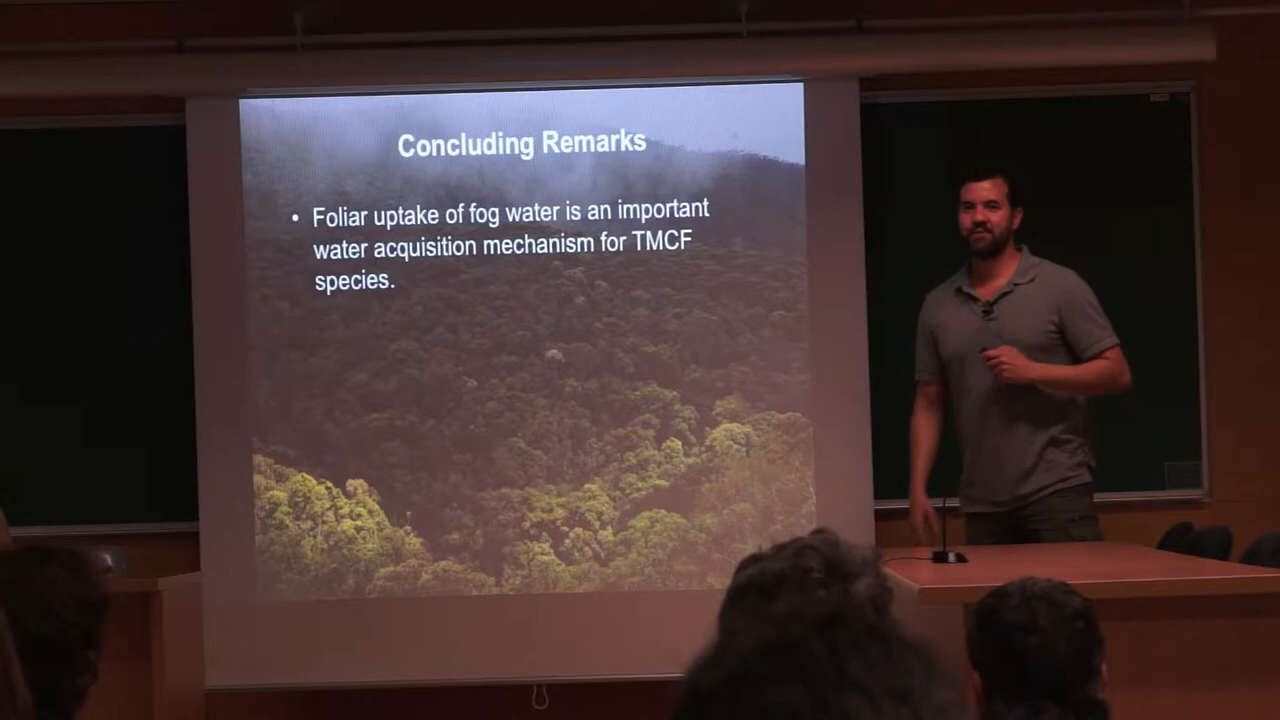 Concluding Remarks
• Foliar uptake of fog water is an important
water acquisition mechanism for TMCF
species.